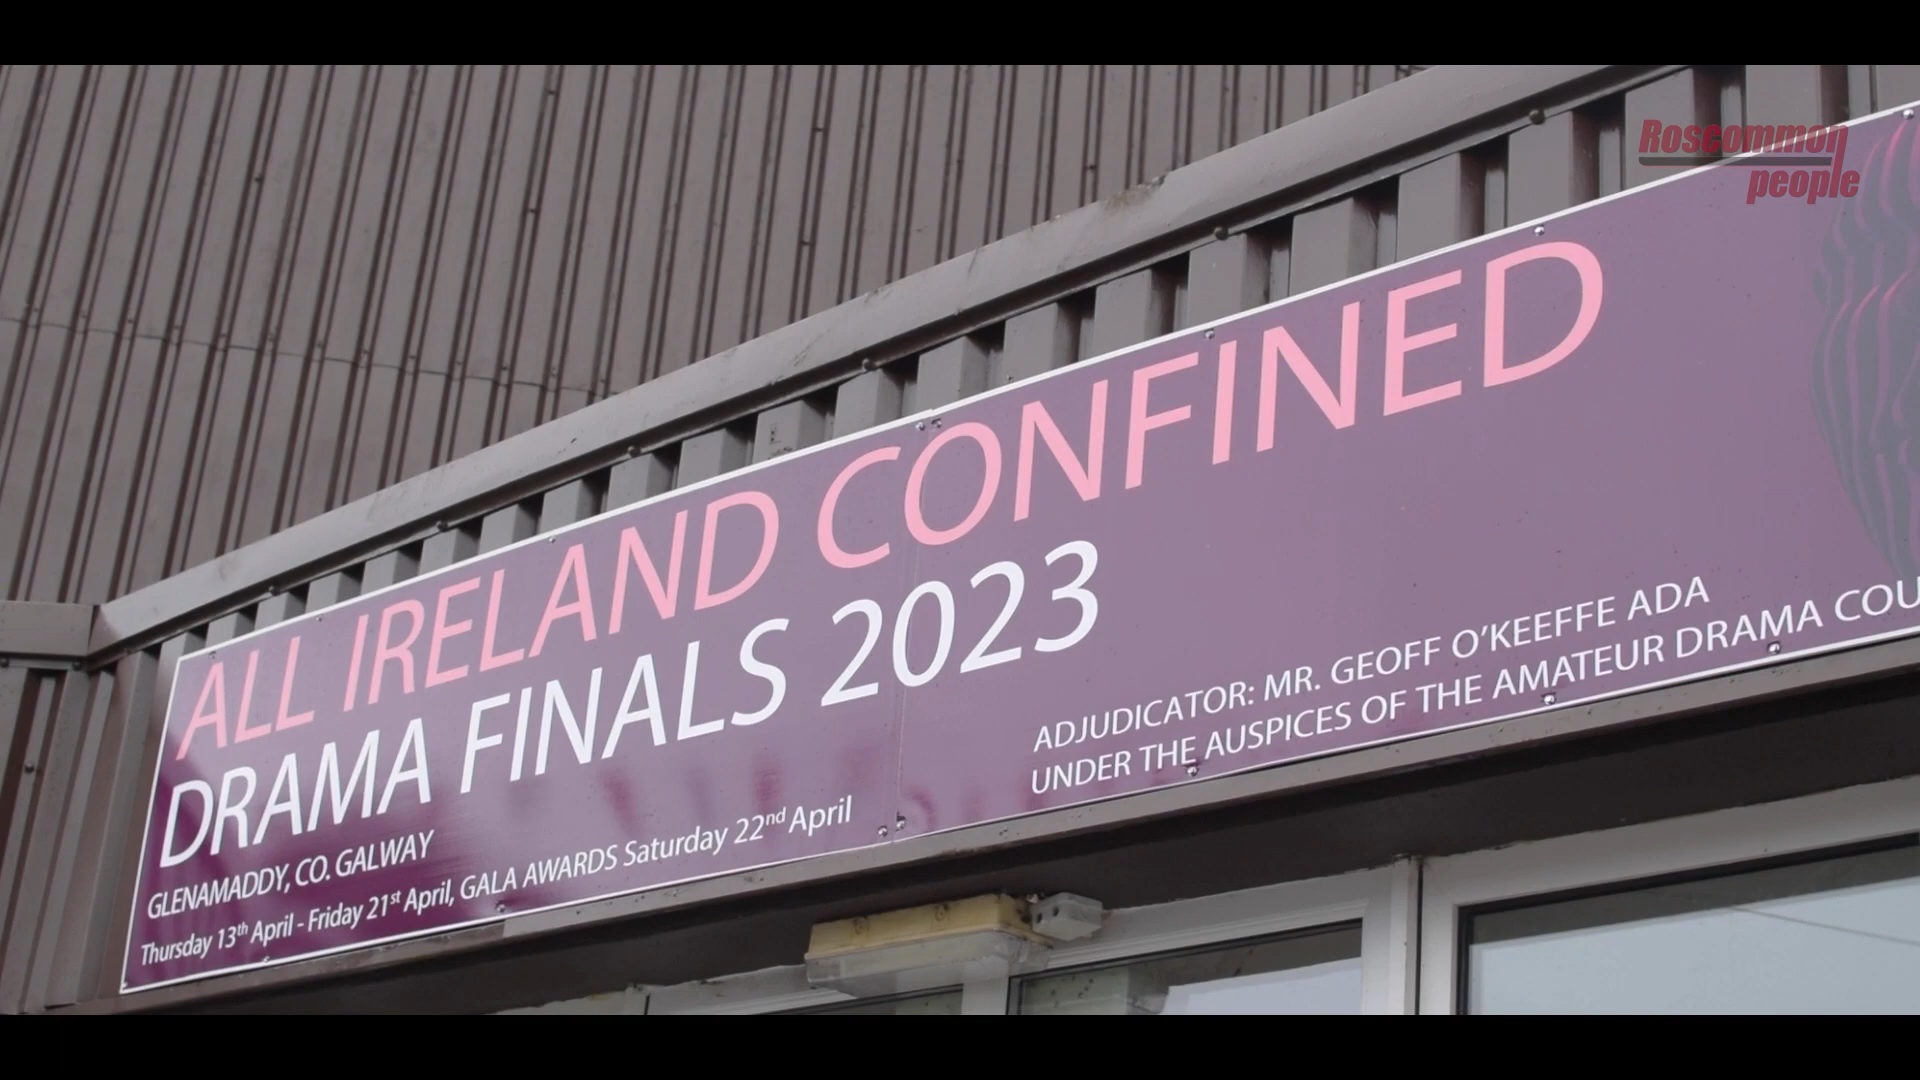 Roscommon
people
ALL IRELAND CONFINED
DRAMA FINALS 2023
GLENAMADDY, CO. GALWAY
Thursday 13th April - Friday 21st April, GALA AWARDS Saturday 22nd April
ADJUDICATOR: MR. GEOFF O'KEEFFE ADA
UNDER THE AUSPICES OF THE AMATEUR DRAMA COU